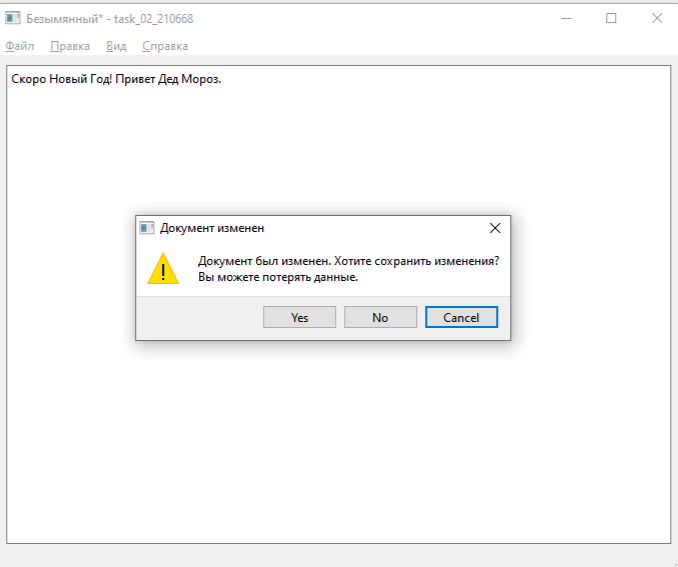 Безымянный* - task_02_210668
Файл Правка Вид Справка
Скоро Новый Год! Привет Дед Мороз.
Документ изменен
Документ был изменен. Хотите сохранить изменения?
Вы можете потерять данные.
Yes No Cancel